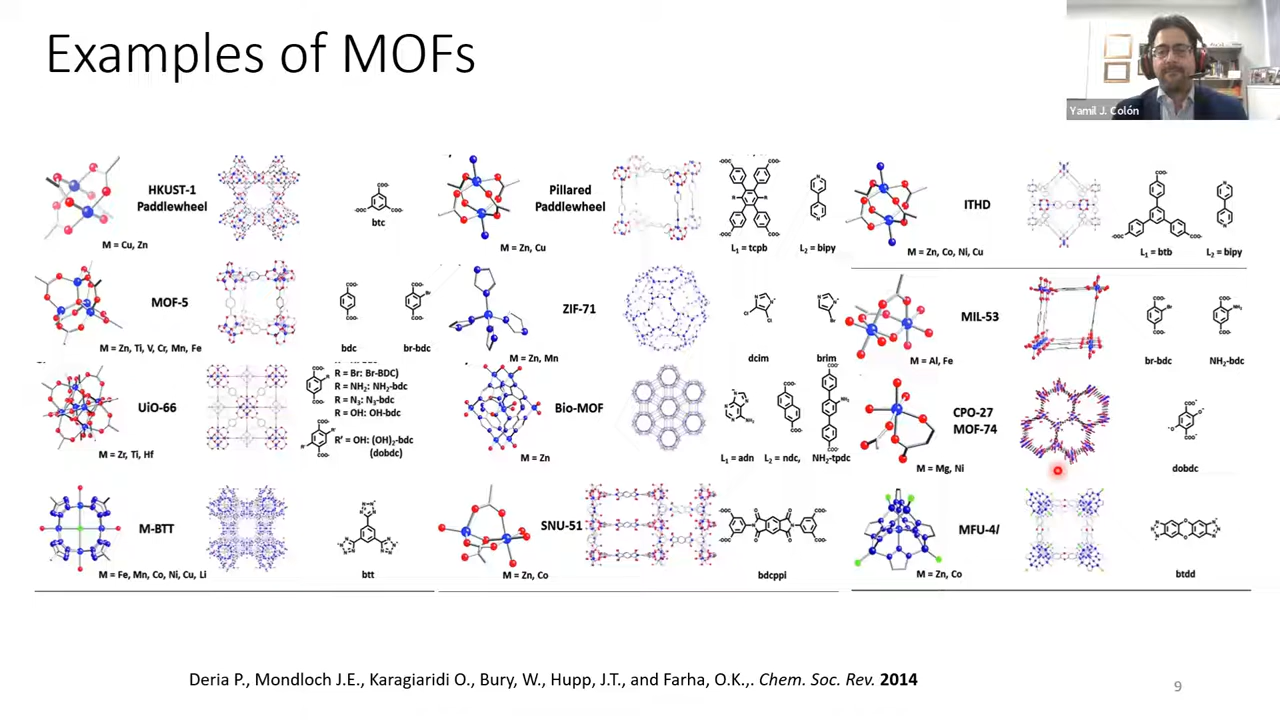 Examples of MOFs
Yamil J. Colón
HKUST-1
Paddlewheel
M = Cu, Zn
btc
Pillared
Paddlewheel
M = Zn, Cu
L₁ = tcpb
L₂ = bipy
ITHD
M = Zn, Co, Ni, Cu
L₁ = btb
L₂ = bipy
MOF-5
M = Zn, Ti, V, Cr, Mn, Fe
bdc
br-bdc
ZIF-71
M = Zn, Mn
dcim
brim
MIL-53
M = Al, Fe
br-bdc
NH₂-bdc
UiO-66
M = Zr, Ti, Hf
R = Br: Br-BDC)
R = NH₂: NH₂-bdc
R = N₃: N₃-bdc
R = OH: OH-bdc
R' = OH: (OH)₂-bdc
(dobdc)
Bio-MOF
M = Zn
L₁ = adn
L₂ = ndc,
NH₂-tpdc
CPO-27
MOF-74
M = Mg, Ni
dobdc
M-BTT
M = Fe, Mn, Co, Ni, Cu, Li
btt
SNU-51
M = Zn, Co
bdcppi
MFU-4l
M = Zn, Co
btdd
Deria P., Mondloch J.E., Karagiaridi O., Bury, W., Hupp, J.T., and Farha, O.K.,. Chem. Soc. Rev. 2014
9